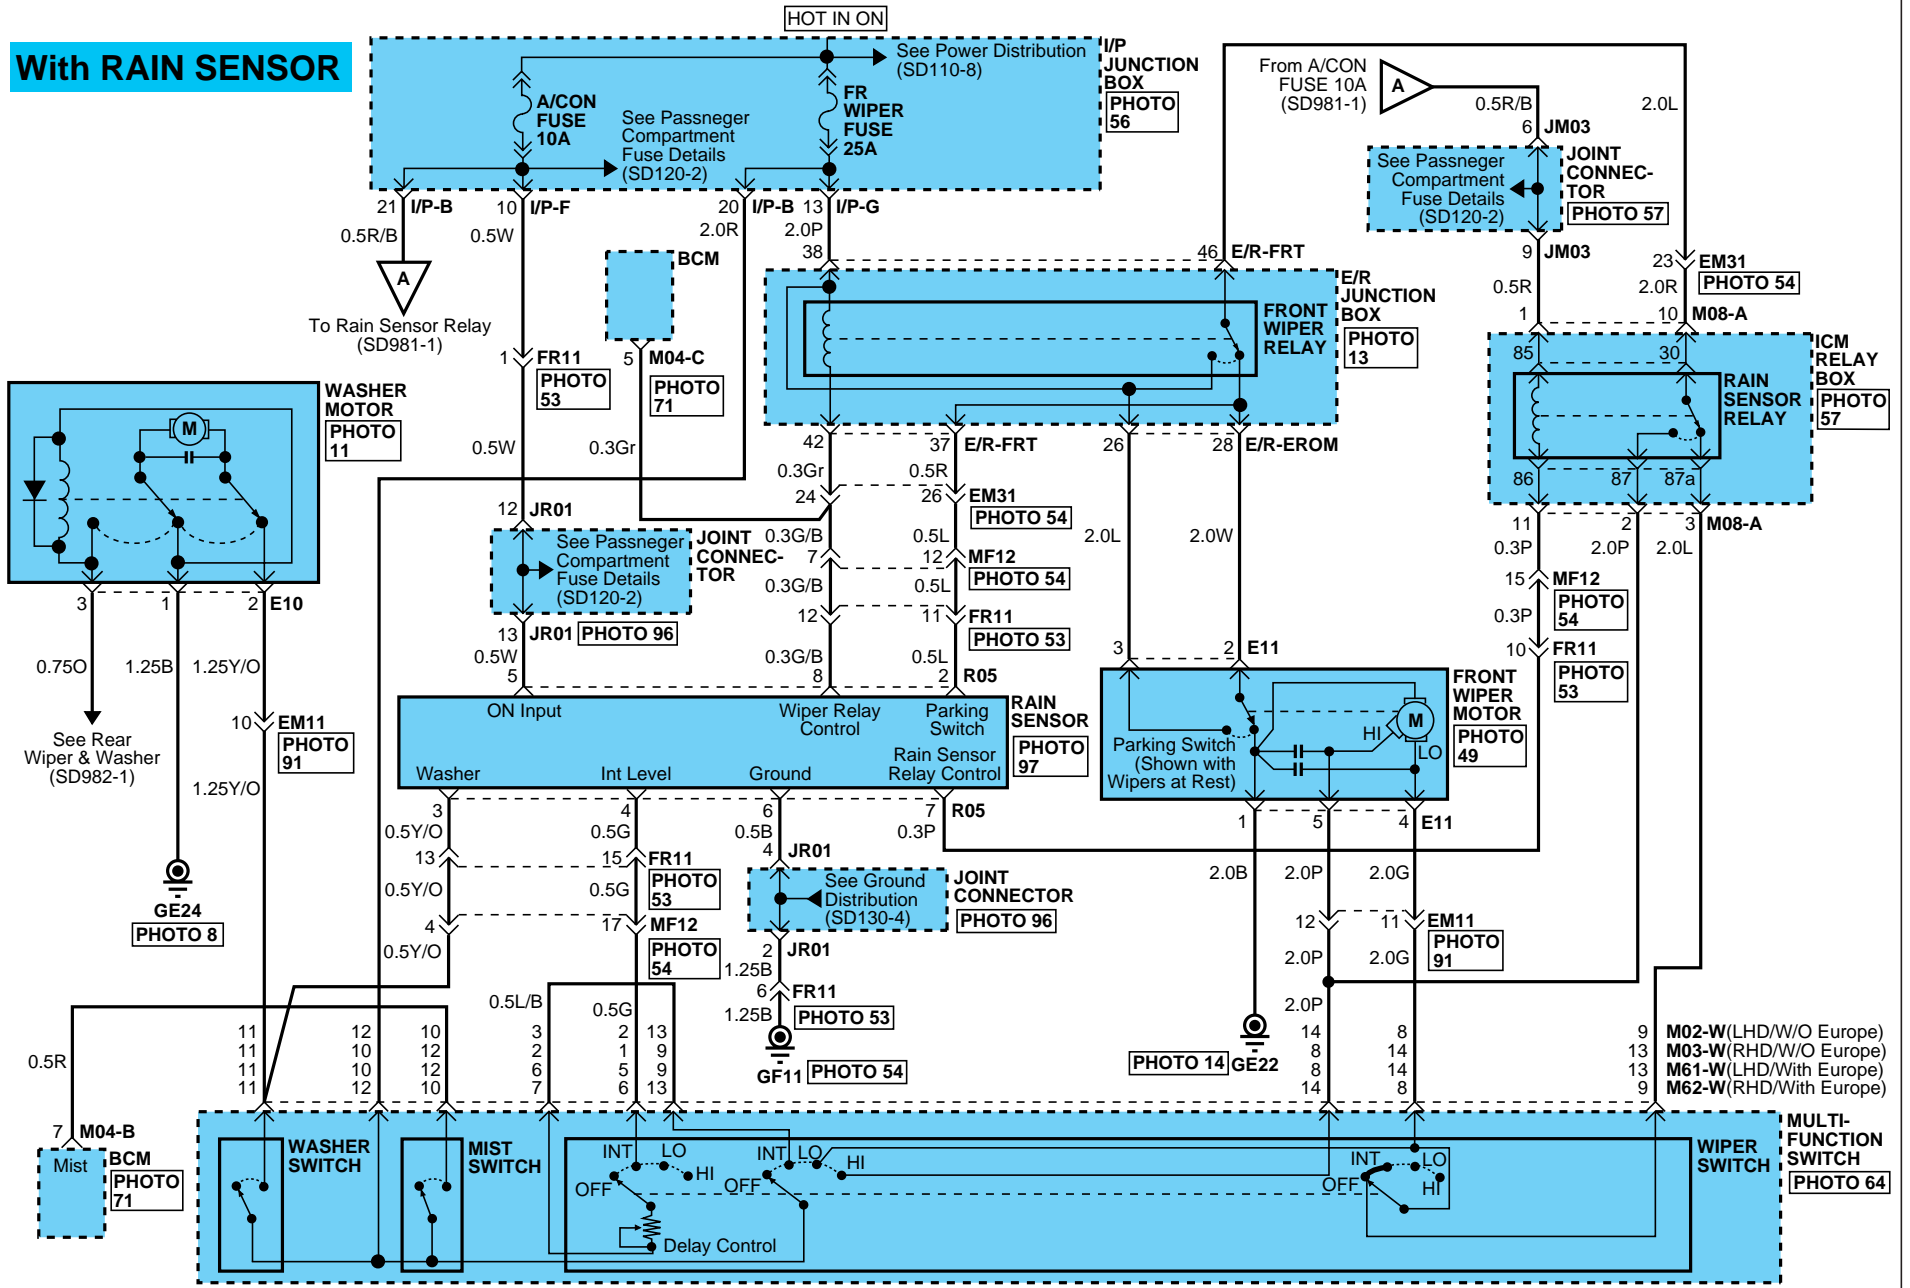 HOT IN ON
With RAIN SENSOR
See Power Distribution
(SD110-8)
I/P
JUNCTION
BOX
PHOTO
56
A/CON
FUSE
10A
See Passneger
Compartment
Fuse Details
(SD120-2)
FR
WIPER
FUSE
25A
From A/CON
FUSE 10A
(SD981-1)
A
0.5R/B
2.0L
6 JM03
See Passneger
Compartment
Fuse Details
(SD120-2)
JOINT
CONNEC-
TOR
PHOTO 57
21 I/P-B
10 I/P-F
20 I/P-B
13 I/P-G
0.5R/B
0.5W
2.0R
2.0P
38
46 E/R-FRT
9 JM03
23 EM31
PHOTO 54
0.5R
2.0R
1
10 M08-A
A
To Rain Sensor Relay
(SD981-1)
BCM
5 M04-C
PHOTO
71
1 FR11
PHOTO
53
FRONT
WIPER
RELAY
E/R
JUNCTION
BOX
PHOTO
13
85
30
RAIN
SENSOR
RELAY
ICM
RELAY
BOX
PHOTO
57
86
87
87a
WASHER
MOTOR
PHOTO
11
M
0.5W
0.3Gr
42
37 E/R-FRT
26
28 E/R-EROM
0.3Gr
0.5R
24
26 EM31
PHOTO 54
11
2
3 M08-A
0.3P
2.0P
2.0L
12 JR01
See Passneger
Compartment
Fuse Details
(SD120-2)
JOINT
CONNEC-
TOR
0.3G/B
0.5L
2.0L
2.0W
7
12 MF12
PHOTO 54
0.3G/B
0.5L
15 MF12
PHOTO
54
0.3P
3
1
2 E10
12
11 FR11
PHOTO 53
13 JR01 PHOTO 96
10 FR11
PHOTO
53
0.75O
1.25B
1.25Y/O
0.5W
0.3G/B
0.5L
3
2 E11
5
8
2 R05
ON Input
Wiper Relay
Control
Parking
Switch
Rain Sensor
Relay Control
Washer
Int Level
Ground
RAIN
SENSOR
PHOTO
97
Parking Switch
(Shown with
Wipers at Rest)
HI
M
LO
FRONT
WIPER
MOTOR
PHOTO
49
See Rear
Wiper & Washer
(SD982-1)
10 EM11
PHOTO
91
1.25Y/O
3
4
6
7 R05
1
5
4 E11
0.5Y/O
0.5G
0.5B
0.3P
13
15 FR11
PHOTO
53
4 JR01
0.5Y/O
0.5G
See Ground
Distribution
(SD130-4)
JOINT
CONNECTOR
PHOTO 96
2.0B
2.0P
2.0G
GE24
PHOTO 8
4
17 MF12
PHOTO
54
12
11 EM11
PHOTO
91
0.5Y/O
2 JR01
1.25B
2.0P
2.0G
6 FR11
PHOTO 53
1.25B
0.5L/B
0.5G
2.0P
GF11 PHOTO 54
PHOTO 14 GE22
0.5R
11 12 10 3 2 13 14 8 9 M02-W(LHD/W/O Europe)
11 10 12 2 1 9 8 14 13 M03-W(RHD/W/O Europe)
11 10 12 6 5 9 8 14 13 M61-W(LHD/With Europe)
11 12 10 7 6 13 14 8 9 M62-W(RHD/With Europe)
7 M04-B
Mist
BCM
PHOTO
71
WASHER
SWITCH
MIST
SWITCH
INT
LO
HI
OFF
Delay Control
INT
LO
HI
OFF
INT
LO
HI
OFF
WIPER
SWITCH
MULTI-
FUNCTION
SWITCH
PHOTO 64